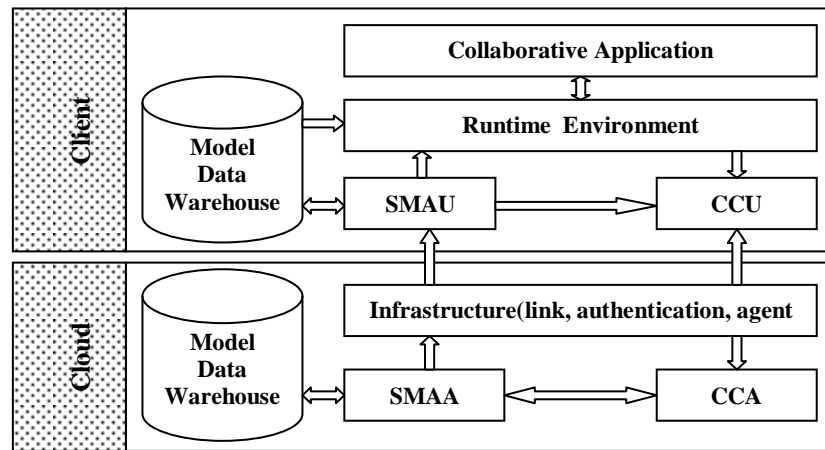 Client
Collaborative Application
Runtime Environment
Model
Data
Warehouse
SMAU
CCU
Cloud
Infrastructure(link, authentication, agent
Model
Data
Warehouse
SMAA
CCA